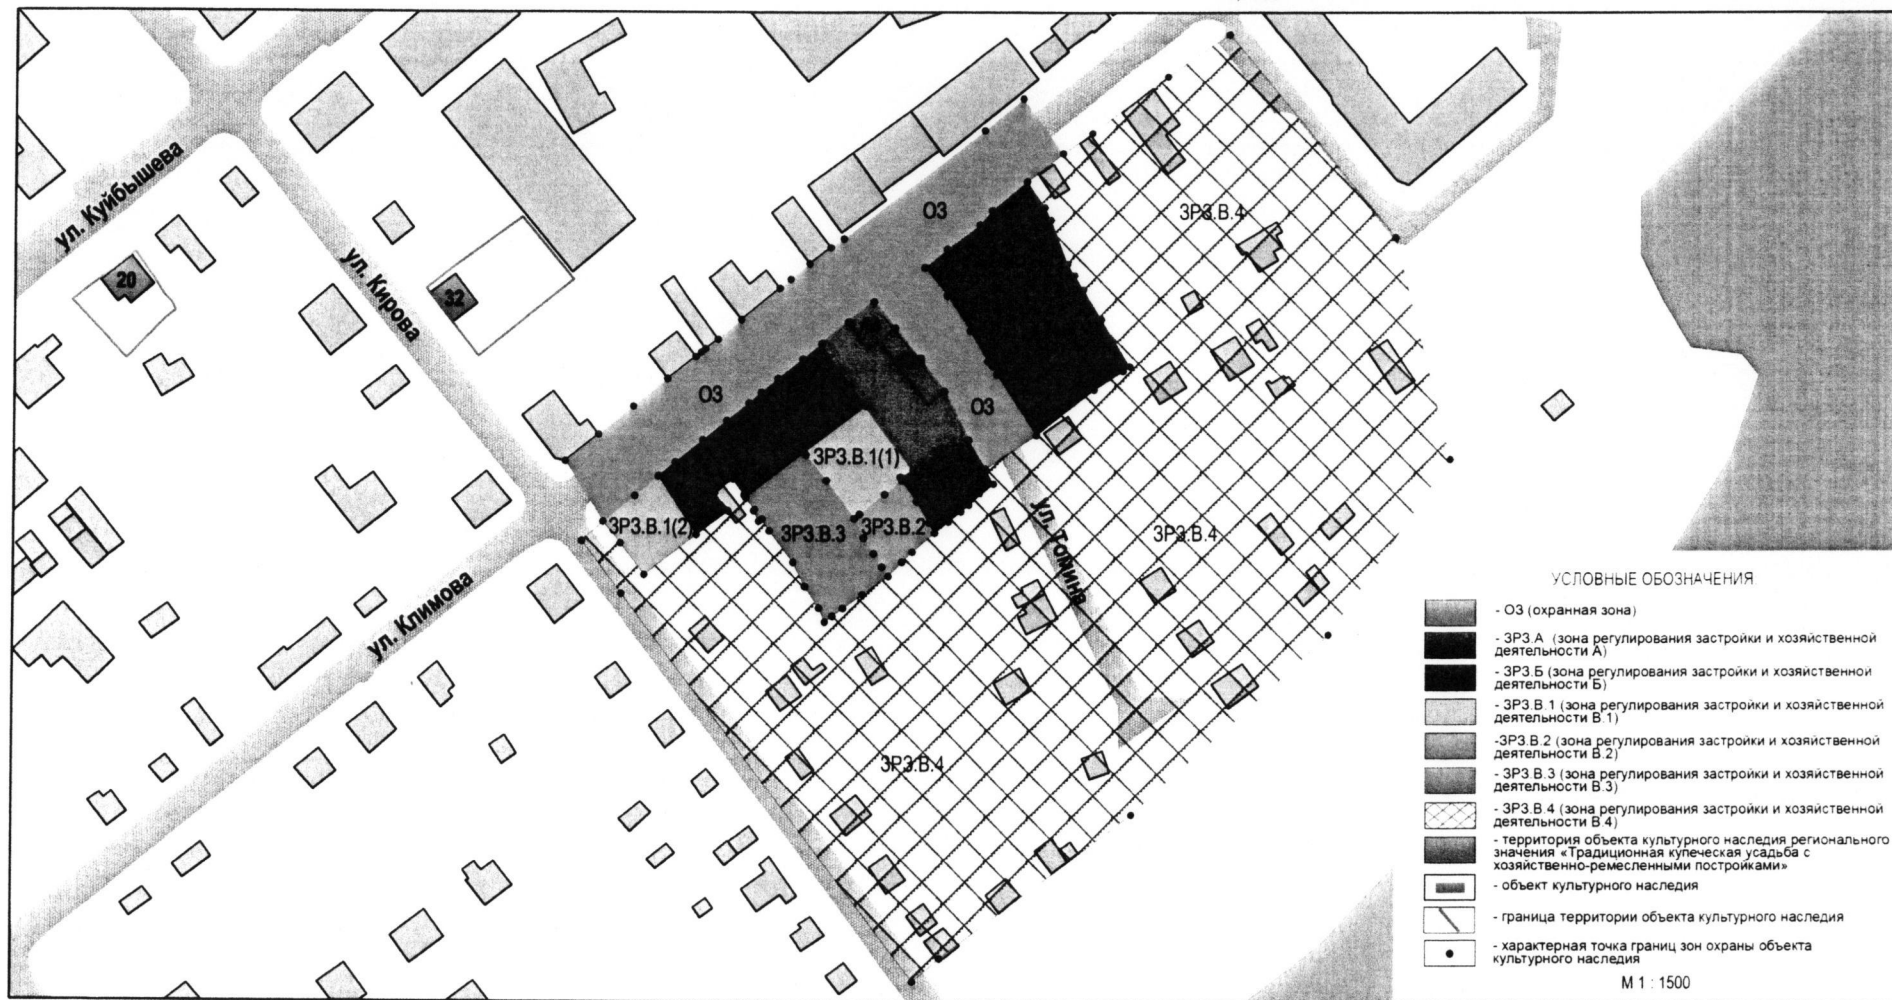 ул. Куйбышева
20
ул. Кирова
32
ОЗ
ЗРЗ.В.4
ОЗ
ОЗ
ЗРЗ.В.1(1)
ЗРЗ.В.1(2)
ЗРЗ.В.3
ЗРЗ.В.2
ул. Томина
ЗРЗ.В.4
ул. Климова
ЗРЗ.В.4
УСЛОВНЫЕ ОБОЗНАЧЕНИЯ
- ОЗ (охранная зона)
- ЗРЗ.А (зона регулирования застройки и хозяйственной
деятельности А)
- ЗРЗ.Б (зона регулирования застройки и хозяйственной
деятельности Б)
- ЗРЗ.В.1 (зона регулирования застройки и хозяйственной
деятельности В.1)
-ЗРЗ.В.2 (зона регулирования застройки и хозяйственной
деятельности В.2)
- ЗРЗ.В.3 (зона регулирования застройки и хозяйственной
деятельности В.3)
- ЗРЗ.В.4 (зона регулирования застройки и хозяйственной
деятельности В.4)
- территория объекта культурного наследия регионального
значения «Традиционная купеческая усадьба с
хозяйственно-ремесленными постройками»
- объект культурного наследия
- граница территории объекта культурного наследия
- характерная точка границ зон охраны объекта
культурного наследия
М 1 : 1500